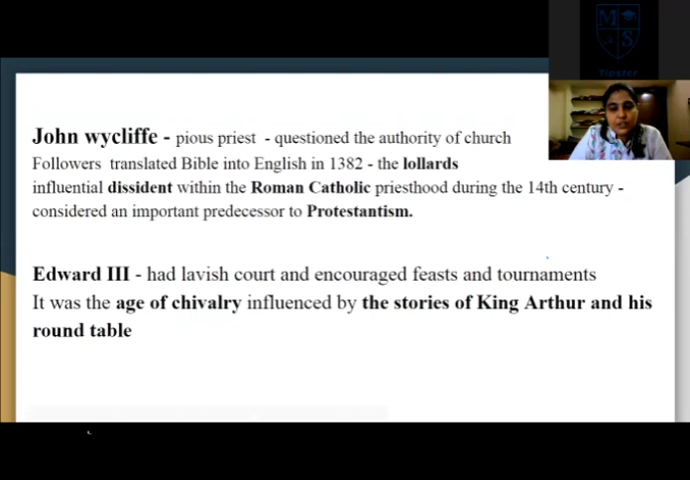 M
S
Tipster
John wycliffe - pious priest - questioned the authority of church
Followers translated Bible into English in 1382 - the lollards
influential dissident within the Roman Catholic priesthood during the 14th century -
considered an important predecessor to Protestantism.
Edward III - had lavish court and encouraged feasts and tournaments
It was the age of chivalry influenced by the stories of King Arthur and his
round table